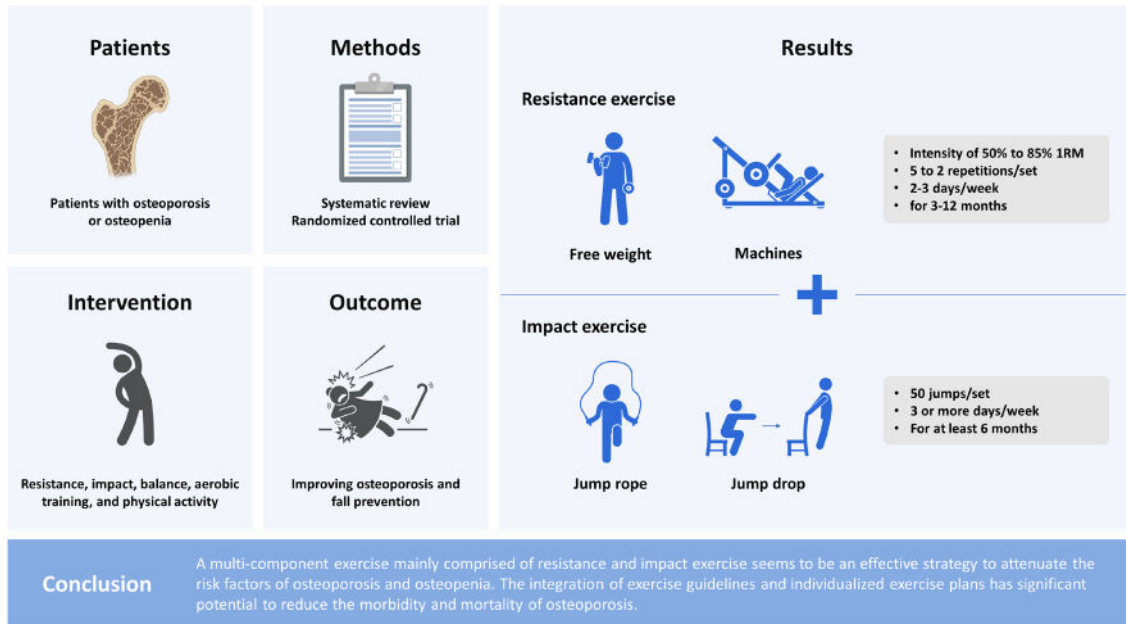 Patients
Patients with osteoporosis
or osteopenia
Methods
Systematic review
Randomized controlled trial
Intervention
Resistance, impact, balance, aerobic
training, and physical activity
Outcome
Improving osteoporosis and
fall prevention
Results
Resistance exercise
Free weight
Machines
• Intensity of 50% to 85% 1RM
• 5 to 2 repetitions/set
• 2-3 days/week
• for 3-12 months
Impact exercise
Jump rope
Jump drop
• 50 jumps/set
• 3 or more days/week
• For at least 6 months
Conclusion
A multi-component exercise mainly comprised of resistance and impact exercise seems to be an effective strategy to attenuate the
risk factors of osteoporosis and osteopenia. The integration of exercise guidelines and individualized exercise plans has significant
potential to reduce the morbidity and mortality of osteoporosis.